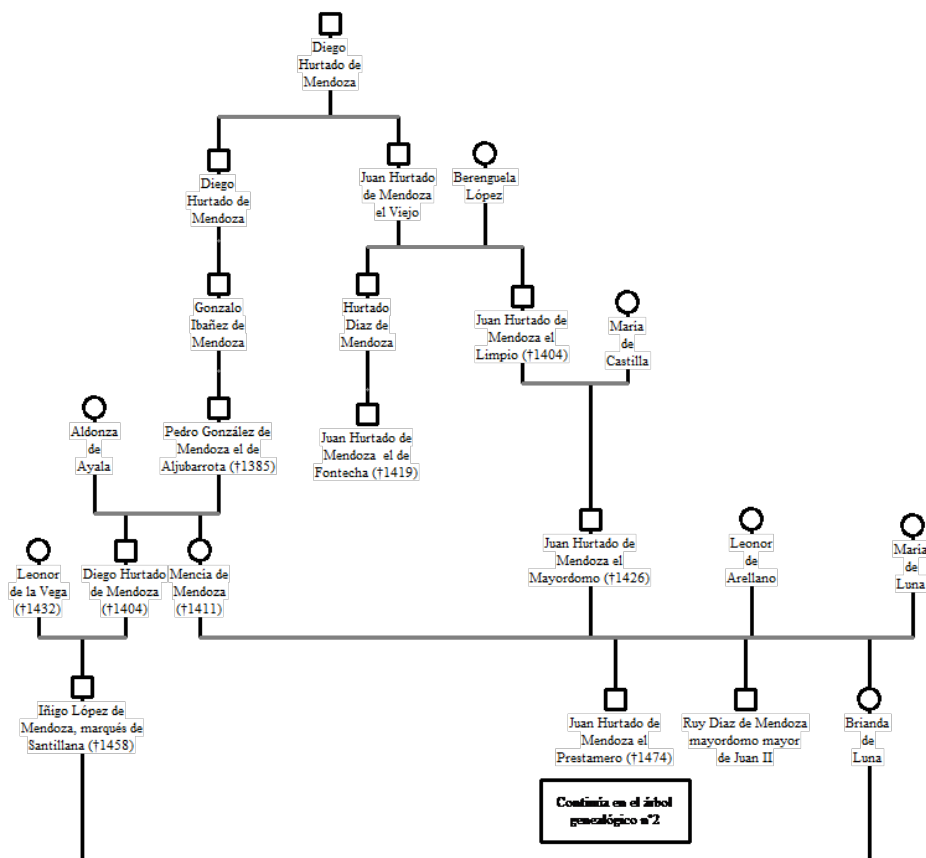 Diego
Hurtado de
Mendoza
Diego
Hurtado de
Mendoza
Juan Hurtado
de Mendoza
el Viejo
Berenguela
López
Gonzalo
Ibañez de
Mendoza
Hurtado
Diaz de
Mendoza
Juan Hurtado de
Mendoza el
Limpio (†1404)
Maria
de
Castilla
Aldonza
de
Ayala
Pedro González de
Mendoza el de
Aljubarrota (†1385)
Juan Hurtado de
Mendoza el de
Fontecha (†1419)
Leonor
de la Vega
(†1432)
Diego Hurtado
de Mendoza
(†1404)
Mencia de
Mendoza
(†1411)
Juan Hurtado de
Mendoza el
Mayordomo (†1426)
Leonor
de
Arellano
Maria
de
Luna
Iñigo López de
Mendoza, marqués de
Santillana (†1458)
Juan Hurtado de
Mendoza el
Prestamero (†1474)
Ruy Diaz de Mendoza
mayordomo mayor
de Juan II
Brianda
de
Luna
Continúa en el árbol
genealógico nº2